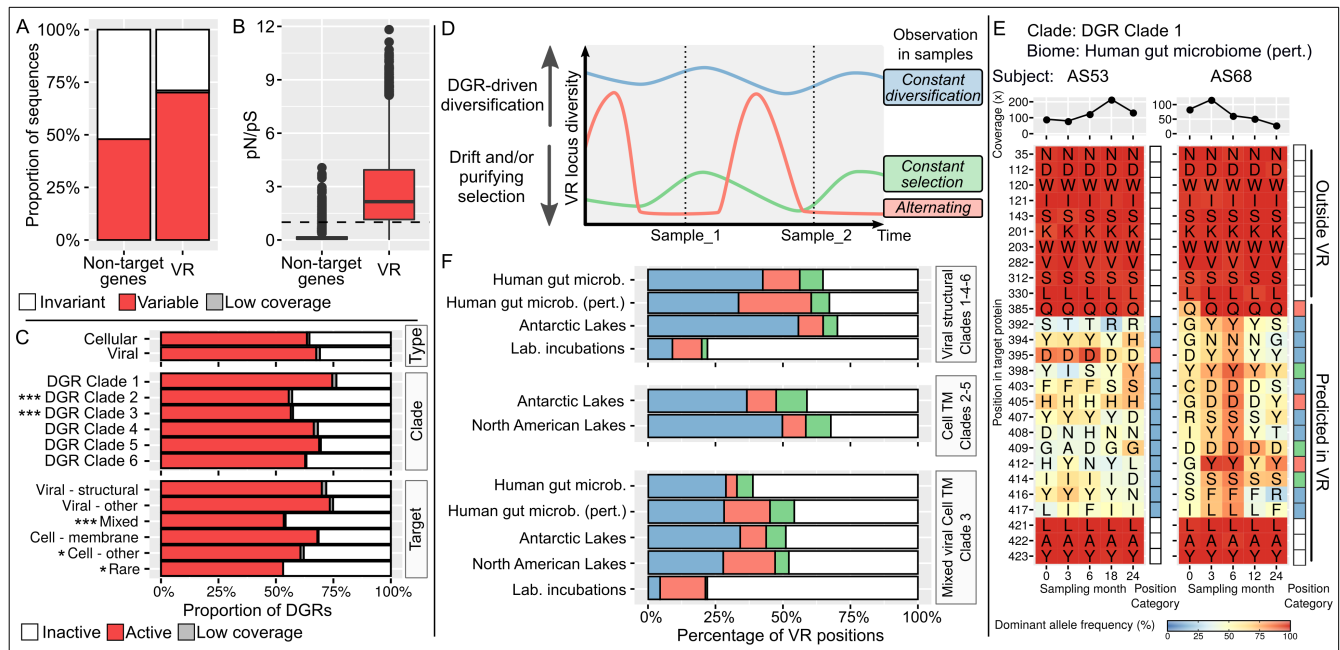 A
Proportion of sequences
100%
75%
50%
25%
0%
Non-target genes
VR
Invariant Variable Low coverage
B
pN/pS
12
9
6
3
0
Non-target genes
VR
C
Cellular
Viral
Type
DGR Clade 1
*** DGR Clade 2
*** DGR Clade 3
DGR Clade 4
DGR Clade 5
DGR Clade 6
Clade
Viral - structural
Viral - other
*** Mixed
Cell - membrane
* Cell - other
* Rare
Target
0% 25% 50% 75% 100%
Proportion of DGRs
Inactive Active Low coverage
D
DGR-driven diversification
Drift and/or purifying selection
VR locus diversity
Observation in samples
Constant diversification
Constant selection
Alternating
Sample_1 Sample_2 Time
F
Human gut microb.
Human gut microb. (pert.)
Antarctic Lakes
Lab. incubations
Viral structural Clades 1-4-6
Antarctic Lakes
North American Lakes
Cell TM Clades 2-5
Human gut microb.
Human gut microb. (pert.)
Antarctic Lakes
North American Lakes
Lab. incubations
Mixed viral Cell TM Clade 3
0% 25% 50% 75% 100%
Percentage of VR positions
E
Clade: DGR Clade 1
Biome: Human gut microbiome (pert.)
Subject: AS53 AS68
Coverage (x)
200
100
0
100
50
0
Position in target protein
35 N N N N N N N N N N
112 D D D D D D D D D D
120 W W W W W W W W W W
121 I I I I I I I I I I
143 S S S S S S S S S S
201 K K K K K K K K K K
203 W W W W W W W W W W
282 V V V V V V V V V V
312 S S S S S S S S S S
330 L L L L L L L L L L
385 Q Q Q Q Q Q Q Q Q Q
392 S T T R R G Y Y Y S
394 Y Y Y Y H G N N N G
395 D D D D D D Y Y Y Y
398 Y I S Y Y Y Y Y Y Y
403 F F F S S C D D D S
405 H H H H H G D D D Y
407 Y Y Y Y D R S S S Y
408 D N H N N I Y Y Y T
409 G A D G G D D D D D
412 H Y N Y L G Y Y Y Y
414 I I I I D S S S S S
416 Y Y Y Y N S F F F R
417 L I F I I I L L L F
421 L L L L L L L L L L
422 A A A A A A A A A A
423 Y Y Y Y Y Y Y Y Y Y
Outside VR
Predicted in VR
0 3 6 18 24
Sampling month
Position Category
0 3 6 12 24
Sampling month
Position Category
Dominant allele frequency (%)
0 25 50 75 100